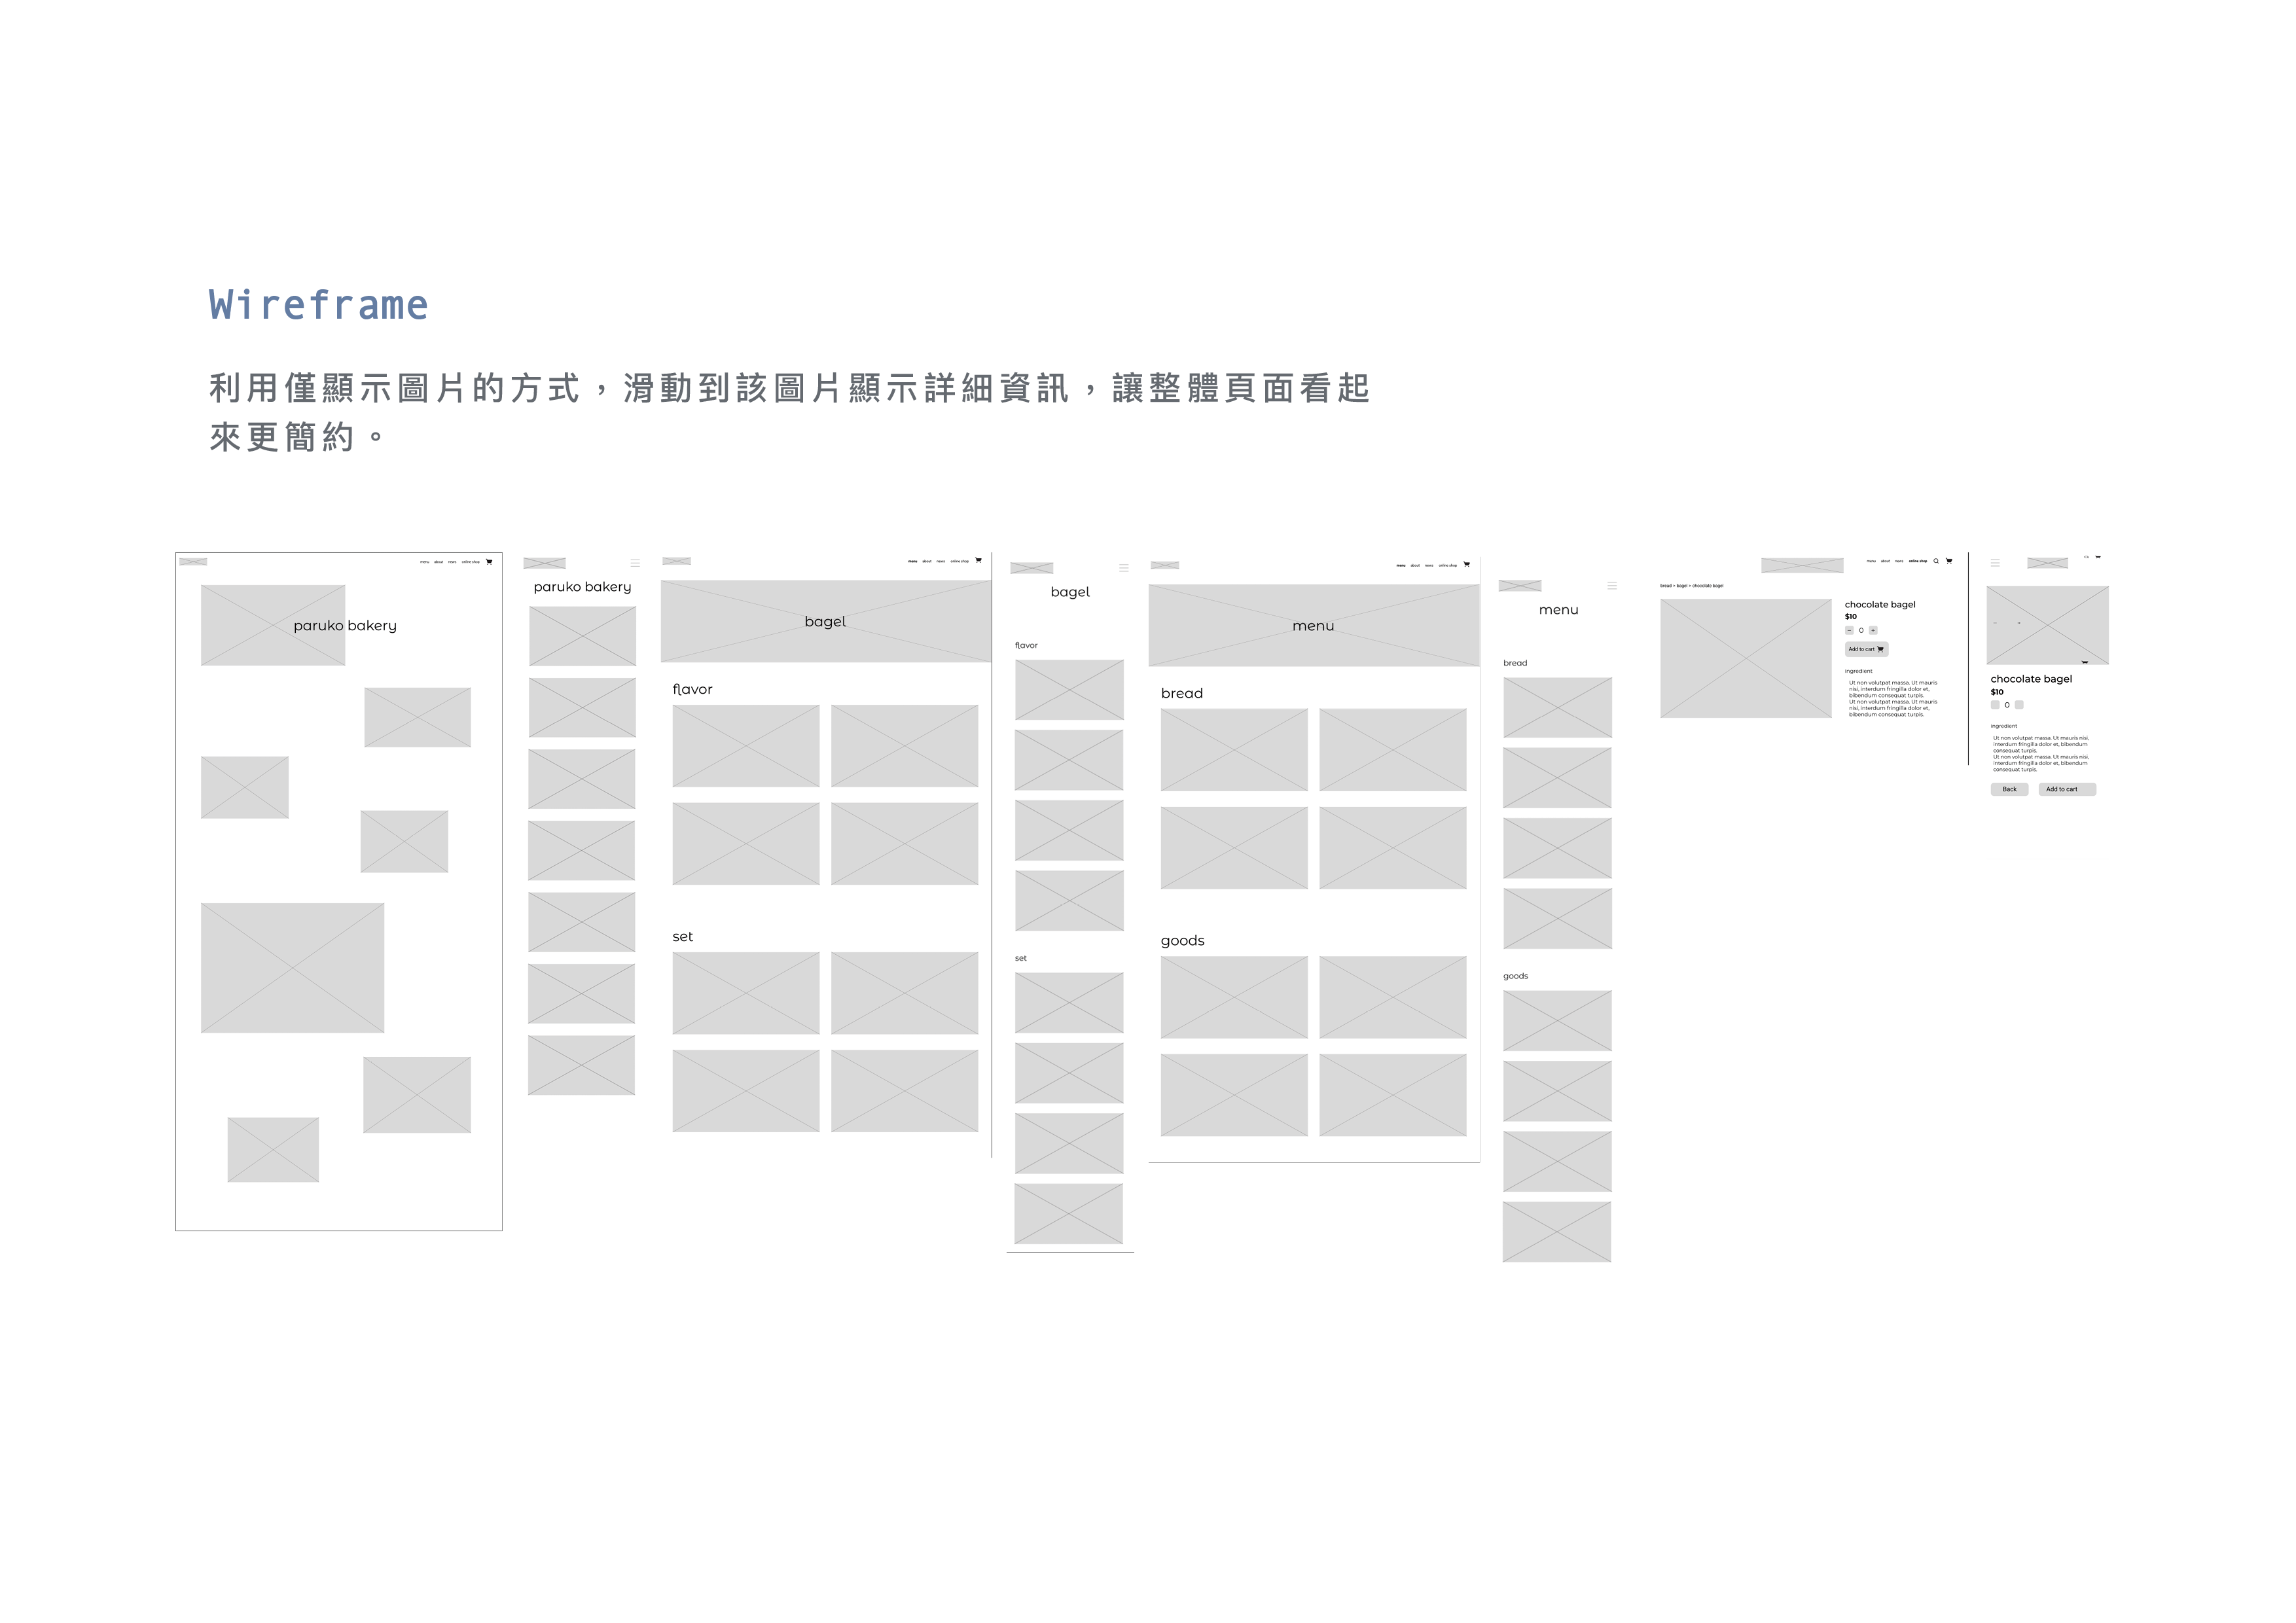 Wireframe
利用僅顯示圖片的方式，滑動到該圖片顯示詳細資訊，讓整體頁面看起
來更簡約。
menu about news online shop
paruko bakery
paruko bakery
menu about news online shop
bagel
flavor
set
bagel
flavor
set
menu about news online shop
menu
bread
goods
menu
bread
goods
menu about news online shop
bread > bagel > chocolate bagel
chocolate bagel
$10
− 0 +
Add to cart
ingredient
Ut non volutpat massa. Ut mauris
nisi, interdum fringilla dolor et,
bibendum consequat turpis.
Ut non volutpat massa. Ut mauris
nisi, interdum fringilla dolor et,
bibendum consequat turpis.
− +
chocolate bagel
$10
0
ingredient
Ut non volutpat massa. Ut mauris nisi,
interdum fringilla dolor et, bibendum
consequat turpis.
Ut non volutpat massa. Ut mauris nisi,
interdum fringilla dolor et, bibendum
consequat turpis.
Back Add to cart